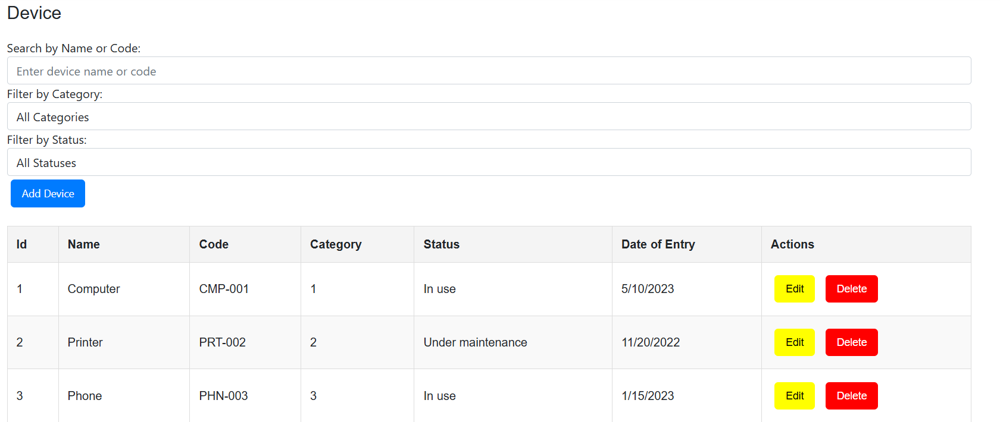 Device
Search by Name or Code:
Enter device name or code
Filter by Category:
All Categories
Filter by Status:
All Statuses
Add Device
Id Name Code Category Status Date of Entry Actions
1 Computer CMP-001 1 In use 5/10/2023 Edit Delete
2 Printer PRT-002 2 Under maintenance 11/20/2022 Edit Delete
3 Phone PHN-003 3 In use 1/15/2023 Edit Delete